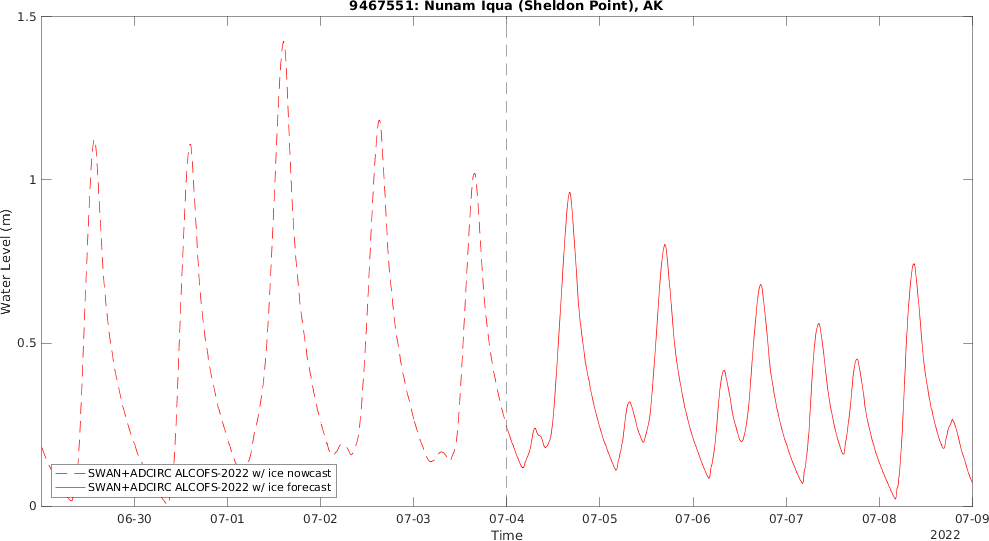 9467551: Nunam Iqua (Sheldon Point), AK
1.5
1
0.5
0
Water Level (m)
SWAN+ADCIRC ALCOFS-2022 w/ ice nowcast
SWAN+ADCIRC ALCOFS-2022 w/ ice forecast
06-30 07-01 07-02 07-03 07-04 07-05 07-06 07-07 07-08 07-09
Time
2022